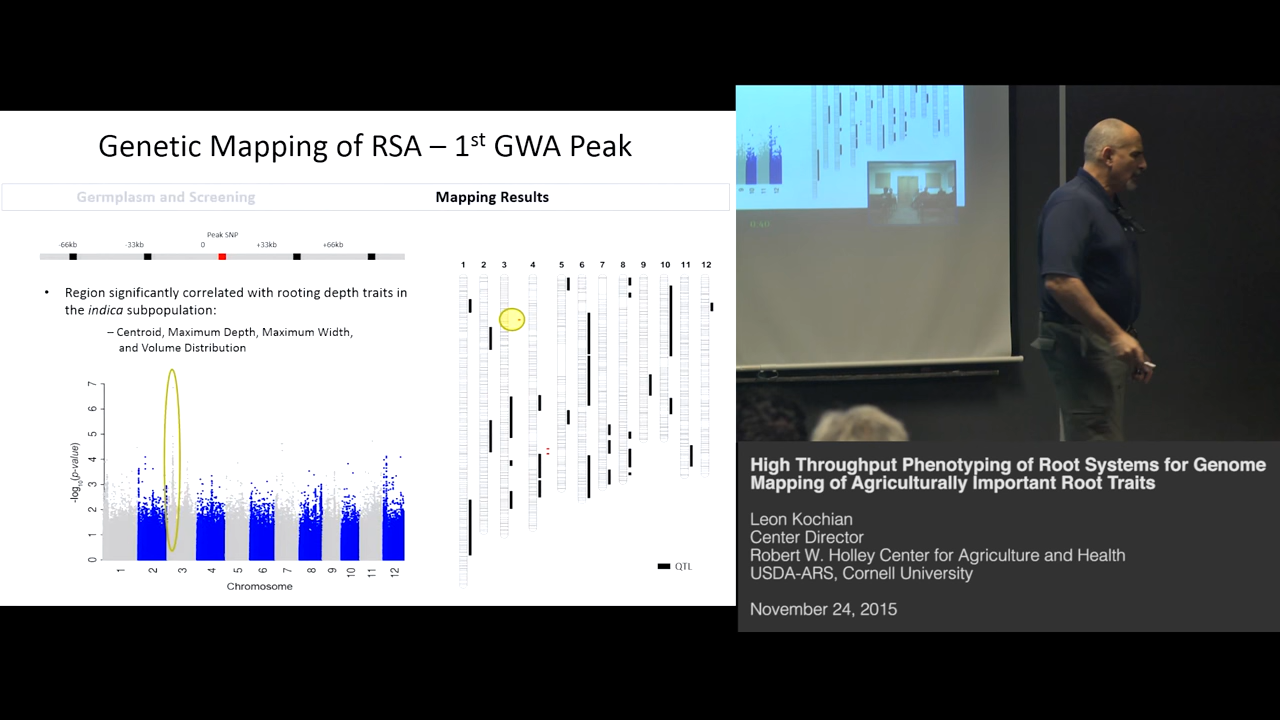 Genetic Mapping of RSA – 1st GWA Peak
Germplasm and Screening
Mapping Results
Peak SNP
-66kb -33kb 0 +33kb +66kb
• Region significantly correlated with rooting depth traits in
the indica subpopulation:
– Centroid, Maximum Depth, Maximum Width,
and Volume Distribution
7
6
5
4
3
2
1
0
-log10(p-value)
1 2 3 4 5 6 7 8 9 10 11 12
Chromosome
1 2 3 4 5 6 7 8 9 10 11 12
QTL
High Throughput Phenotyping of Root Systems for Genome
Mapping of Agriculturally Important Root Traits
Leon Kochian
Center Director
Robert W. Holley Center for Agriculture and Health
USDA-ARS, Cornell University
November 24, 2015